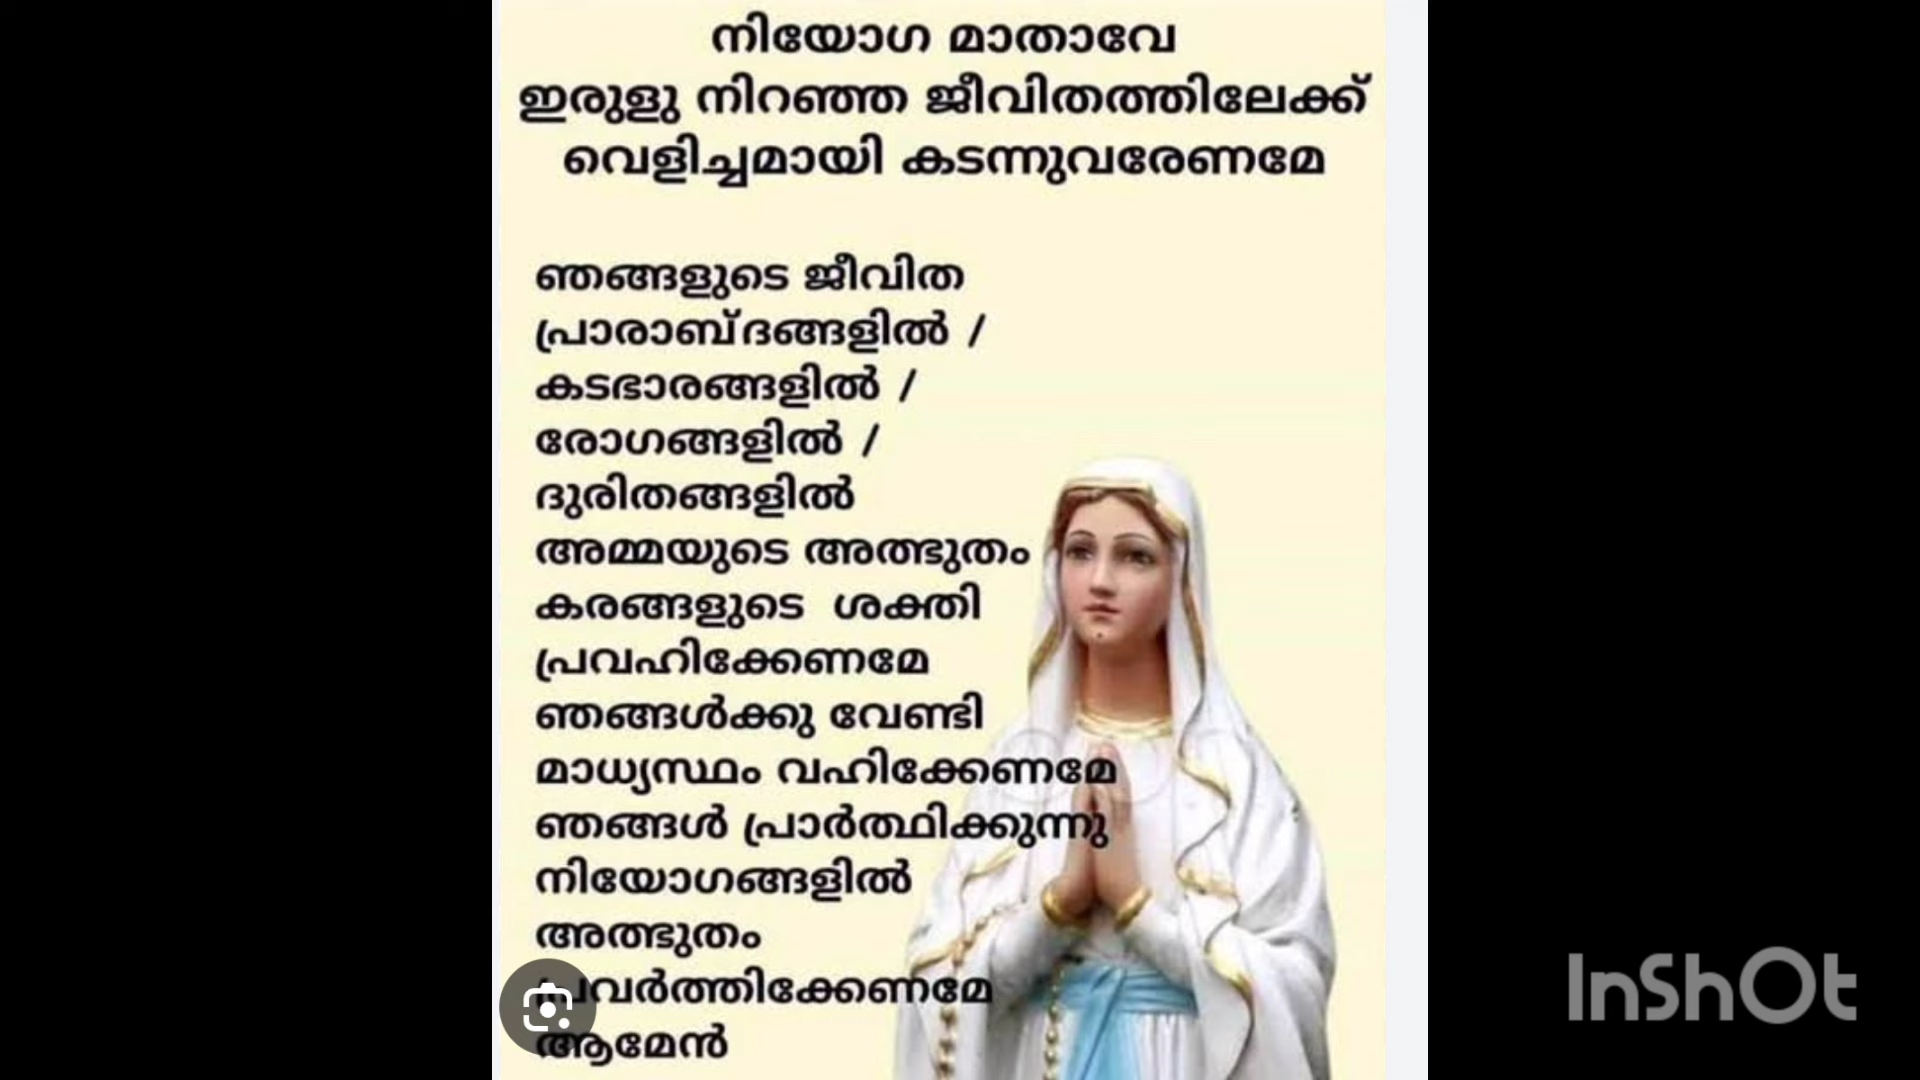 നിയോഗ മാതാവേ
ഇരുളു നിറഞ്ഞ ജീവിതത്തിലേക്ക്
വെളിച്ചമായി കടന്നുവരേണമേ
ഞങ്ങളുടെ ജീവിത
പ്രാരാബ്ദങ്ങളിൽ /
കടഭാരങ്ങളിൽ /
രോഗങ്ങളിൽ /
ദുരിതങ്ങളിൽ
അമ്മയുടെ അത്ഭുതം
കരങ്ങളുടെ ശക്തി
പ്രവഹിക്കേണമേ
ഞങ്ങൾക്കു വേണ്ടി
മാധ്യസ്ഥം വഹിക്കേണമേ
ഞങ്ങൾ പ്രാർത്ഥിക്കുന്നു
നിയോഗങ്ങളിൽ
അത്ഭുതം
പ്രവർത്തിക്കേണമേ
ആമേൻ
InShOt